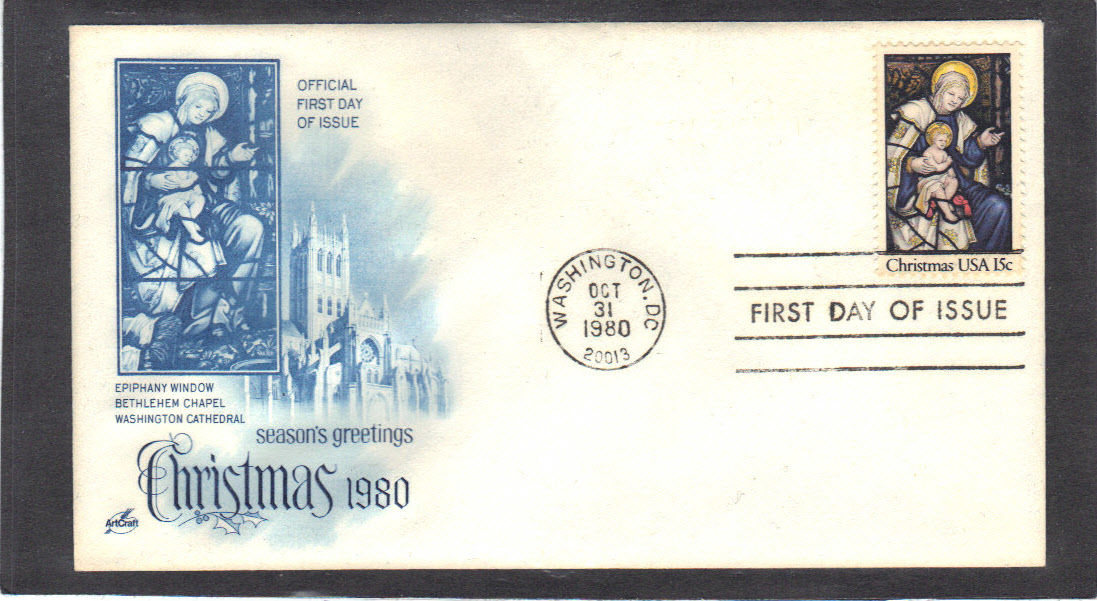 OFFICIAL
FIRST DAY
OF ISSUE
EPIPHANY WINDOW
BETHLEHEM CHAPEL
WASHINGTON CATHEDRAL
season's greetings
Christmas 1980
ArtCraft
WASHINGTON, DC
OCT
31
1980
20013
Christmas USA 15c
FIRST DAY OF ISSUE